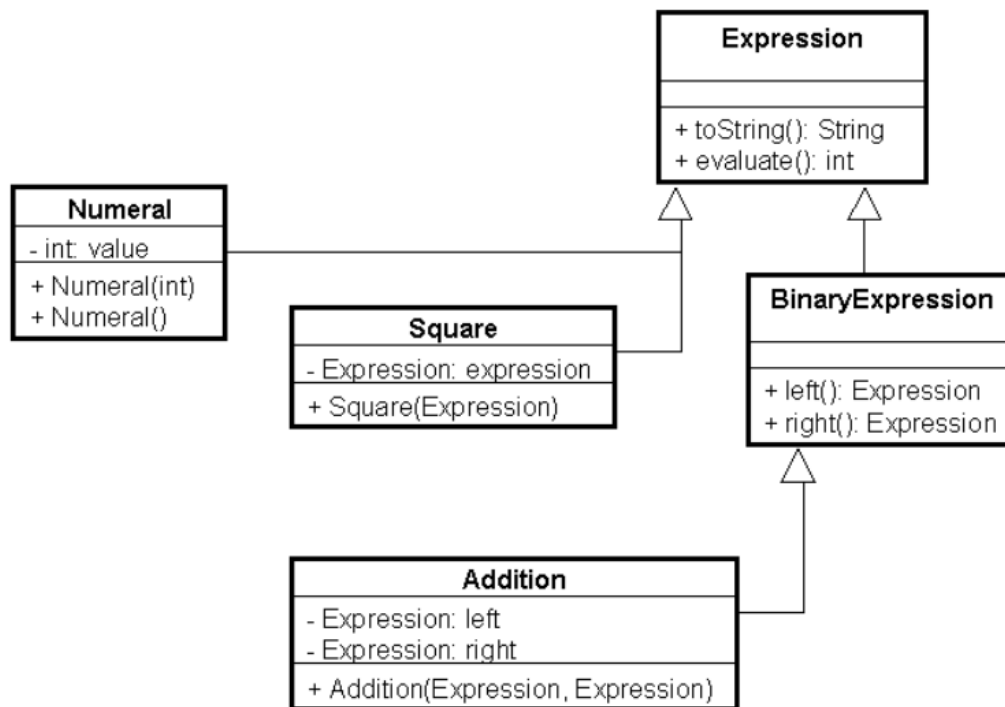 Expression
+ toString(): String
+ evaluate(): int
Numeral
- int: value
+ Numeral(int)
+ Numeral()
Square
- Expression: expression
+ Square(Expression)
BinaryExpression
+ left(): Expression
+ right(): Expression
Addition
- Expression: left
- Expression: right
+ Addition(Expression, Expression)